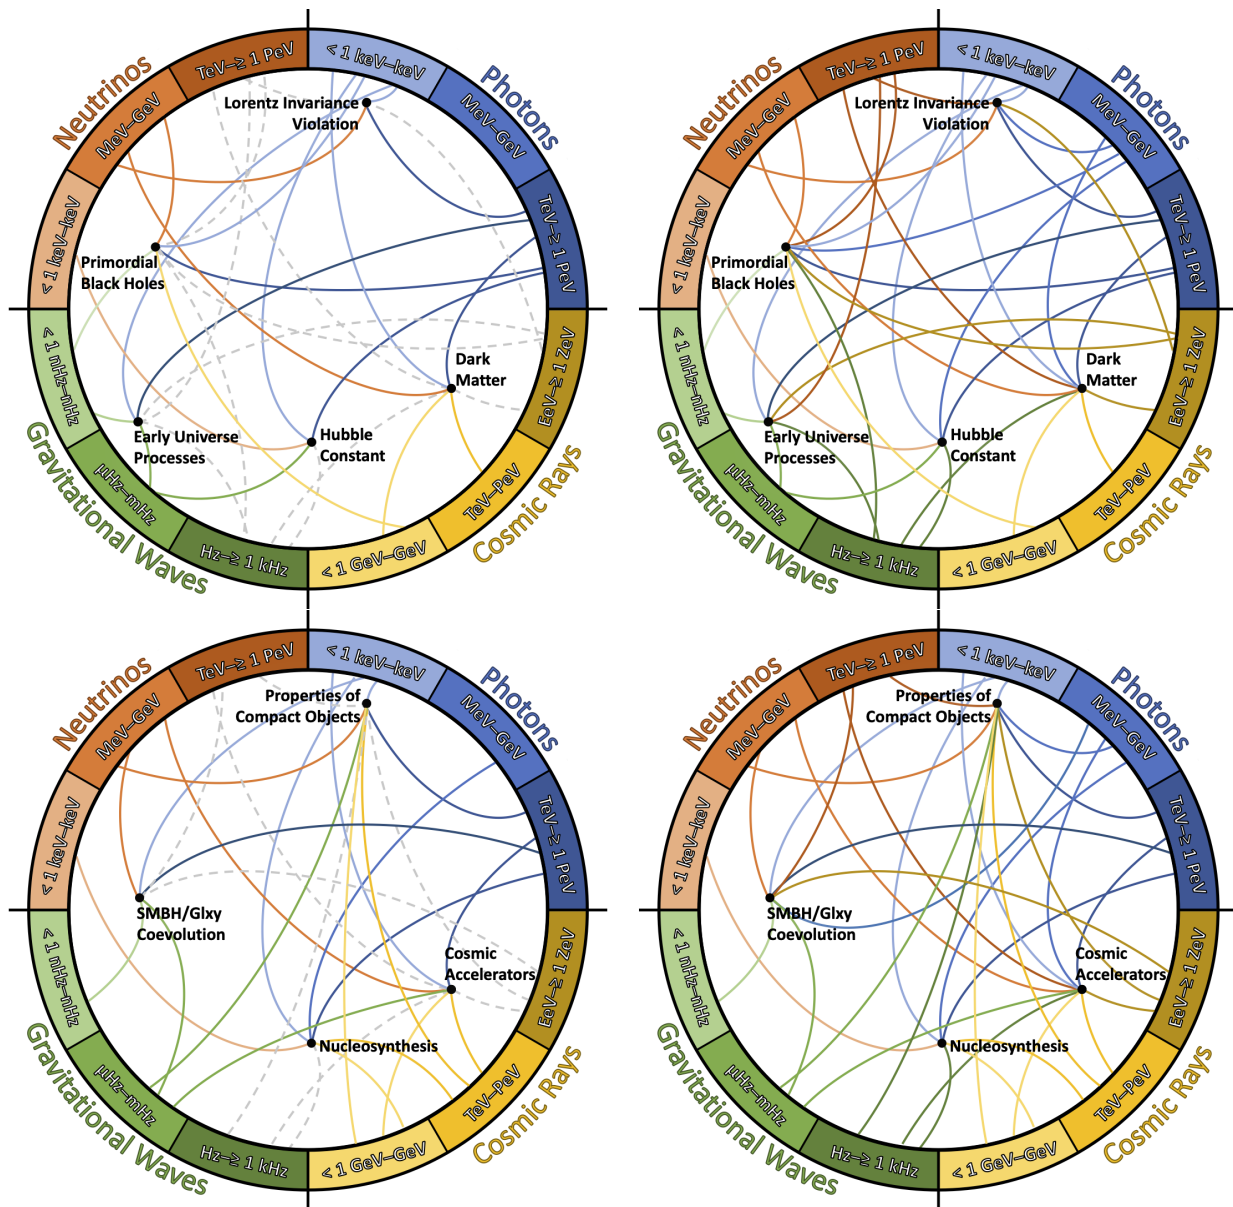 Neutrinos
Photons
Gravitational Waves
Cosmic Rays
TeV–≥ 1 PeV
< 1 keV–keV
MeV–GeV
MeV–GeV
< 1 keV–keV
TeV–≥ 1 PeV
< 1 nHz–nHz
EeV–≥ 1 ZeV
μHz–mHz
TeV–PeV
Hz–≥ 1 kHz
< 1 GeV–GeV
Lorentz Invariance
Violation
Primordial
Black Holes
Dark
Matter
Early Universe
Processes
Hubble
Constant
Neutrinos
Photons
Gravitational Waves
Cosmic Rays
TeV–≥ 1 PeV
< 1 keV–keV
MeV–GeV
MeV–GeV
< 1 keV–keV
TeV–≥ 1 PeV
< 1 nHz–nHz
EeV–≥ 1 ZeV
μHz–mHz
TeV–PeV
Hz–≥ 1 kHz
< 1 GeV–GeV
Lorentz Invariance
Violation
Primordial
Black Holes
Dark
Matter
Early Universe
Processes
Hubble
Constant
Neutrinos
Photons
Gravitational Waves
Cosmic Rays
TeV–≥ 1 PeV
< 1 keV–keV
MeV–GeV
MeV–GeV
< 1 keV–keV
TeV–≥ 1 PeV
< 1 nHz–nHz
EeV–≥ 1 ZeV
μHz–mHz
TeV–PeV
Hz–≥ 1 kHz
< 1 GeV–GeV
Properties of
Compact Objects
SMBH/Glxy
Coevolution
Cosmic
Accelerators
Nucleosynthesis
Neutrinos
Photons
Gravitational Waves
Cosmic Rays
TeV–≥ 1 PeV
< 1 keV–keV
MeV–GeV
MeV–GeV
< 1 keV–keV
TeV–≥ 1 PeV
< 1 nHz–nHz
EeV–≥ 1 ZeV
μHz–mHz
TeV–PeV
Hz–≥ 1 kHz
< 1 GeV–GeV
Properties of
Compact Objects
SMBH/Glxy
Coevolution
Cosmic
Accelerators
Nucleosynthesis